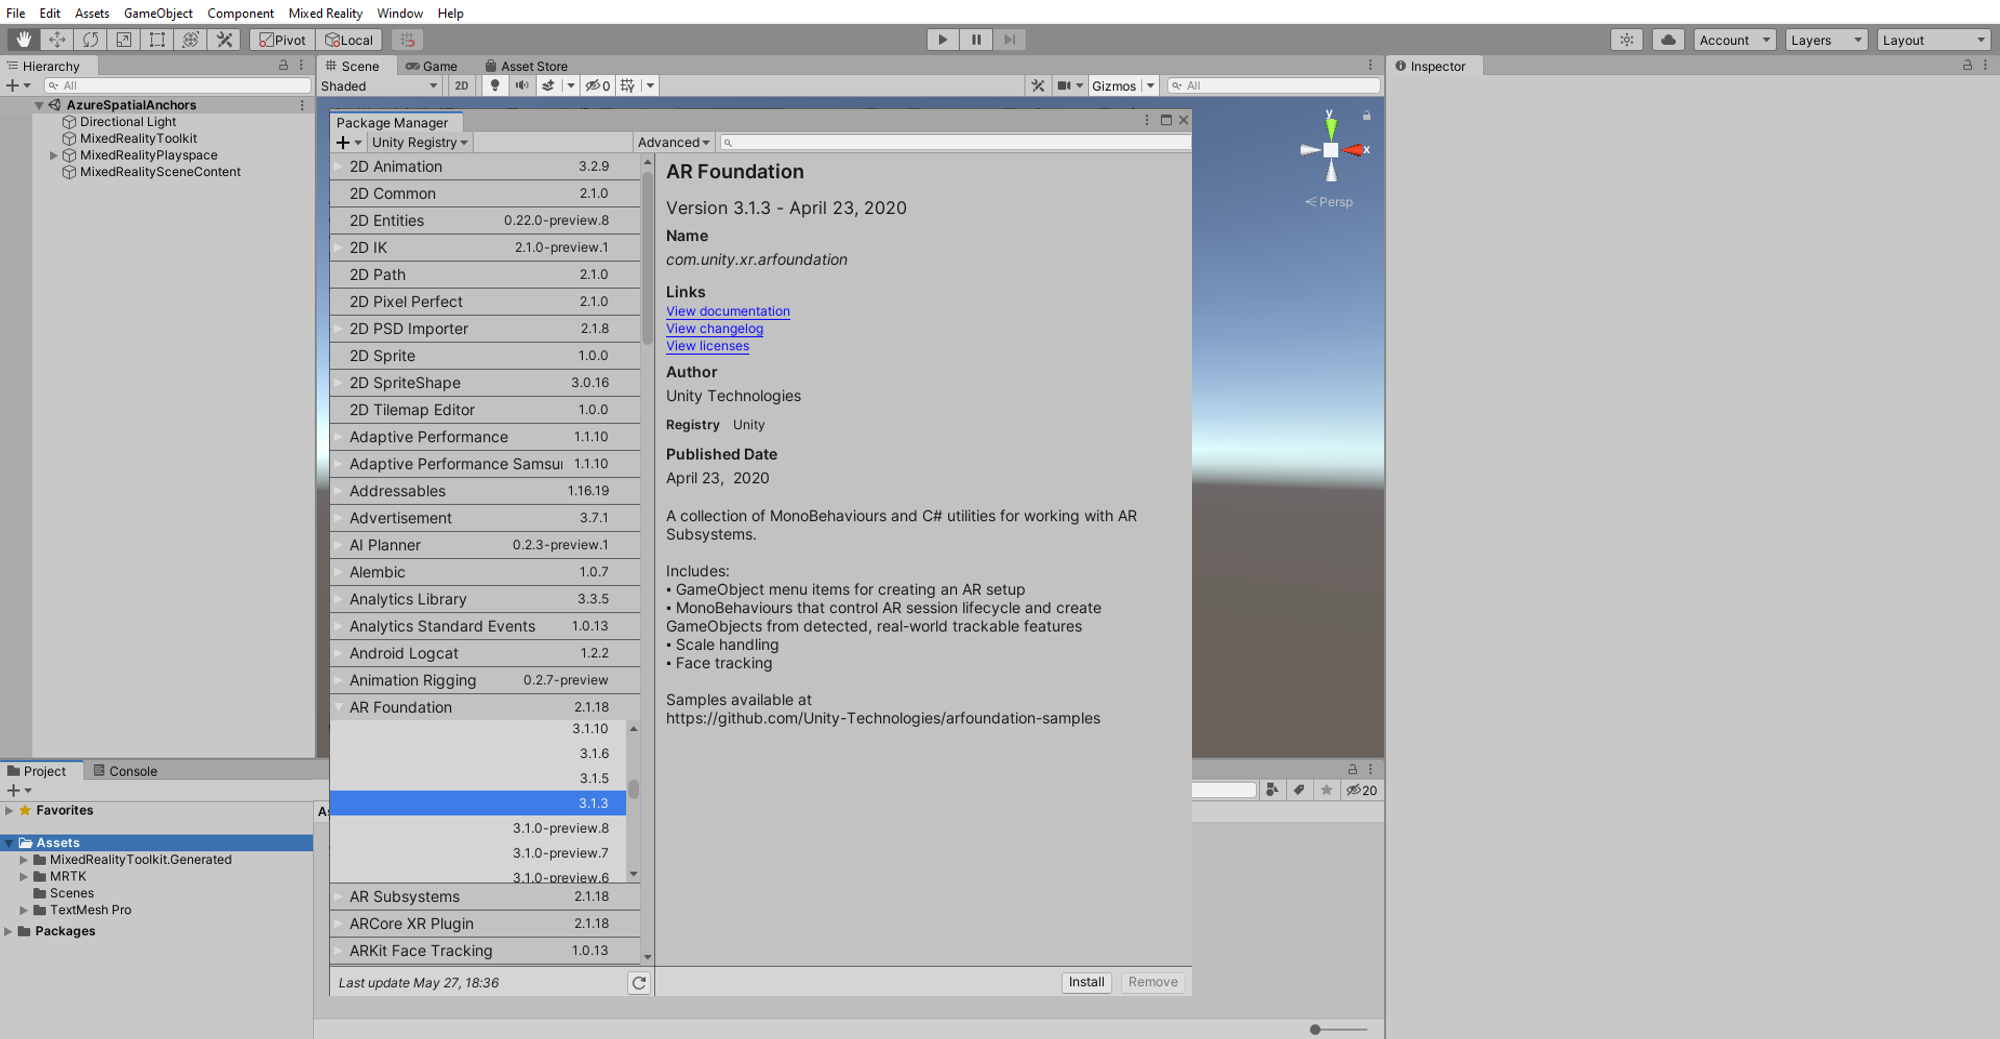 File Edit Assets GameObject Component Mixed Reality Window Help
Pivot Local Account Layers Layout
Hierarchy
All
AzureSpatialAnchors
Directional Light
MixedRealityToolkit
MixedRealityPlayspace
MixedRealitySceneContent
Scene Game Asset Store
Shaded 2D 0 Gizmos All
y
x
Persp
Inspector
Package Manager
Unity Registry Advanced
2D Animation 3.2.9
2D Common 2.1.0
2D Entities 0.22.0-preview.8
2D IK 2.1.0-preview.1
2D Path 2.1.0
2D Pixel Perfect 2.1.0
2D PSD Importer 2.1.8
2D Sprite 1.0.0
2D SpriteShape 3.0.16
2D Tilemap Editor 1.0.0
Adaptive Performance 1.1.10
Adaptive Performance Samsu 1.1.10
Addressables 1.16.19
Advertisement 3.7.1
AI Planner 0.2.3-preview.1
Alembic 1.0.7
Analytics Library 3.3.5
Analytics Standard Events 1.0.13
Android Logcat 1.2.2
Animation Rigging 0.2.7-preview
AR Foundation 2.1.18
3.1.10
3.1.6
3.1.5
3.1.3
3.1.0-preview.8
3.1.0-preview.7
3.1.0-preview.6
AR Subsystems 2.1.18
ARCore XR Plugin 2.1.18
ARKit Face Tracking 1.0.13
Last update May 27, 18:36
AR Foundation
Version 3.1.3 - April 23, 2020
Name
com.unity.xr.arfoundation
Links
View documentation
View changelog
View licenses
Author
Unity Technologies
Registry Unity
Published Date
April 23, 2020
A collection of MonoBehaviours and C# utilities for working with AR
Subsystems.
Includes:
▪ GameObject menu items for creating an AR setup
▪ MonoBehaviours that control AR session lifecycle and create
GameObjects from detected, real-world trackable features
▪ Scale handling
▪ Face tracking
Samples available at
https://github.com/Unity-Technologies/arfoundation-samples
Install Remove
Project Console
20
Favorites
Assets
MixedRealityToolkit.Generated
MRTK
Scenes
TextMesh Pro
Packages